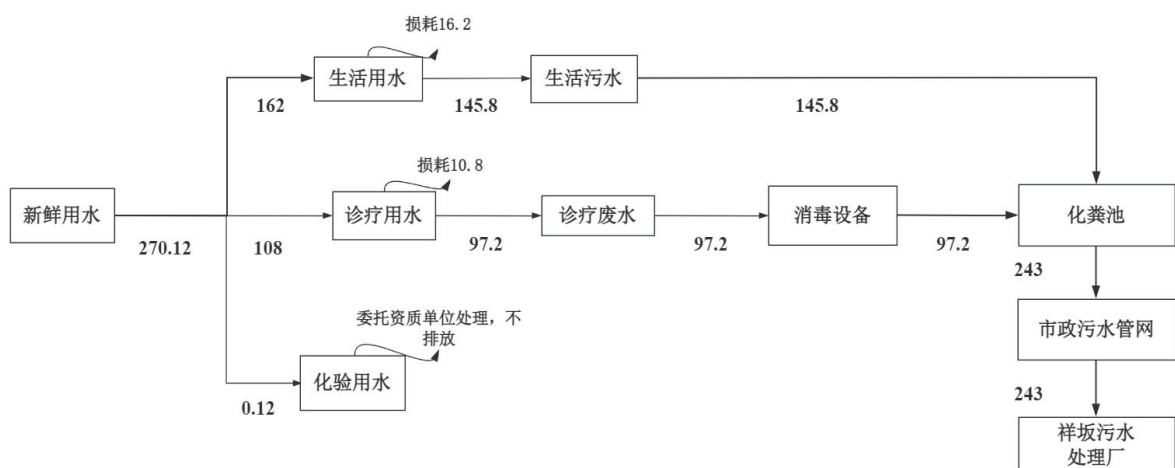 损耗16.2
生活用水
生活污水
162
145.8
145.8
损耗10.8
新鲜用水
诊疗用水
诊疗废水
消毒设备
化粪池
270.12
108
97.2
97.2
97.2
243
委托资质单位处理，不
排放
市政污水管网
化验用水
0.12
243
祥坂污水
处理厂